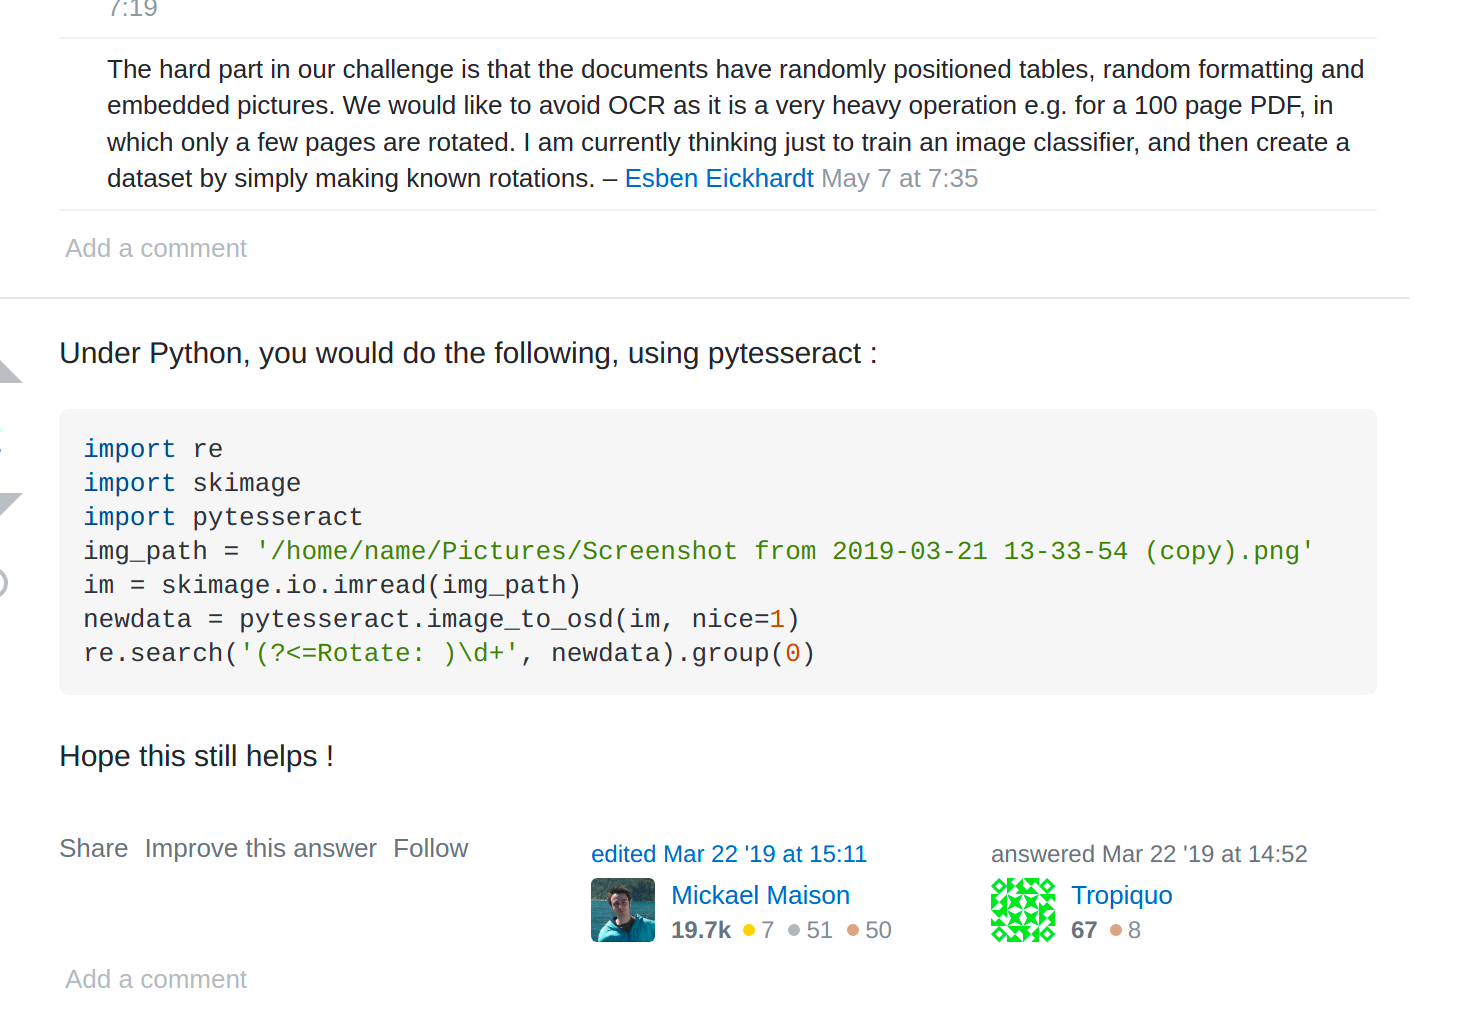 7:19
The hard part in our challenge is that the documents have randomly positioned tables, random formatting and
embedded pictures. We would like to avoid OCR as it is a very heavy operation e.g. for a 100 page PDF, in
which only a few pages are rotated. I am currently thinking just to train an image classifier, and then create a
dataset by simply making known rotations. – Esben Eickhardt May 7 at 7:35
Add a comment
Under Python, you would do the following, using pytesseract :
import re
import skimage
import pytesseract
img_path = '/home/name/Pictures/Screenshot from 2019-03-21 13-33-54 (copy).png'
im = skimage.io.imread(img_path)
newdata = pytesseract.image_to_osd(im, nice=1)
re.search('(?<=Rotate: )\d+', newdata).group(0)
Hope this still helps !
Share Improve this answer Follow
edited Mar 22 '19 at 15:11
Mickael Maison
19.7k 7 51 50
answered Mar 22 '19 at 14:52
Tropiquo
67 8
Add a comment